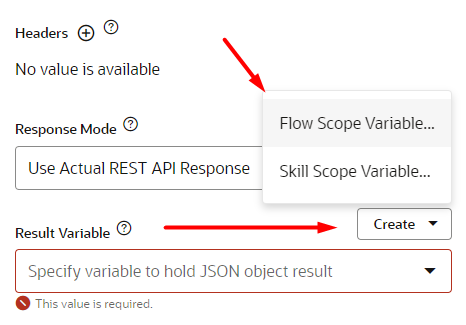 Headers
No value is available
Flow Scope Variable...
Response Mode
Use Actual REST API Response
Skill Scope Variable...
Result Variable
Create
Specify variable to hold JSON object result
This value is required.